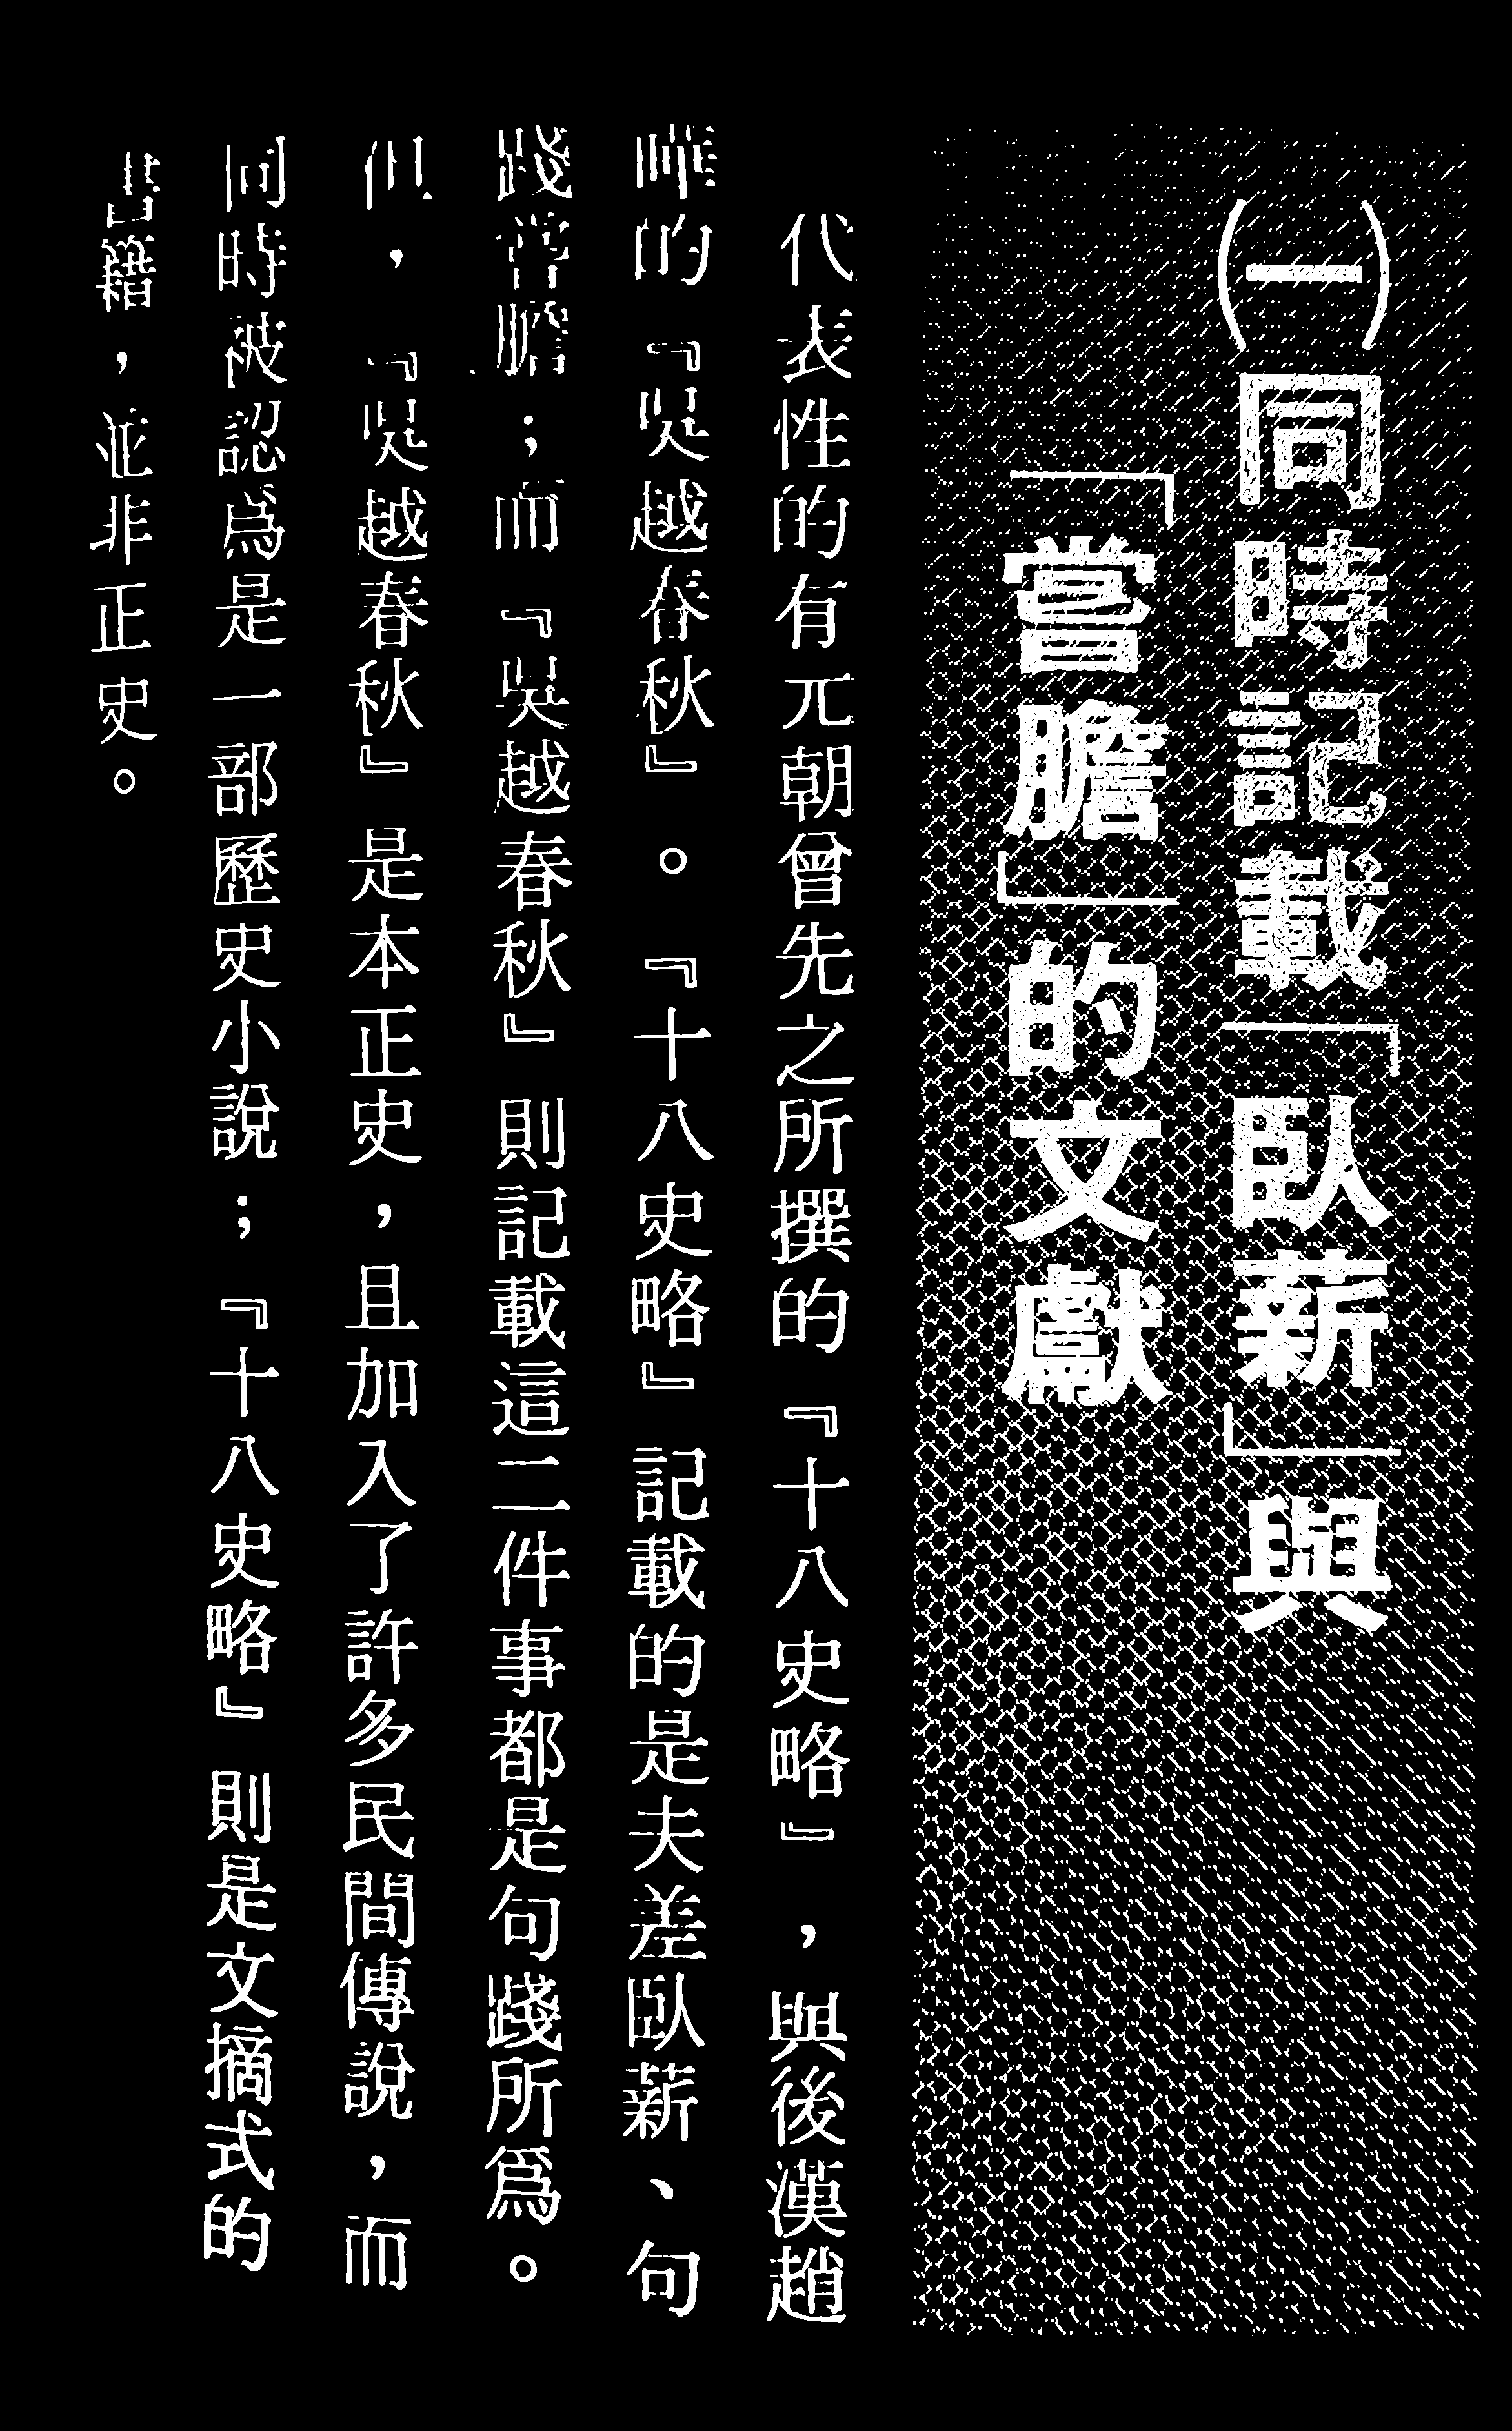 (一)同時記載「臥薪」與
「嘗膽」的文獻
代表性的有元朝曾先之所撰的『十八史略』，與後漢趙
曄的『吳越春秋』。『十八史略』記載的是夫差臥薪、句
踐嘗膽；而『吳越春秋』則記載這二件事都是句踐所爲。
但，『吳越春秋』是本正史，且加入了許多民間傳說，而
同時被認爲是一部歷史小說；『十八史略』則是文摘式的
書籍，並非正史。